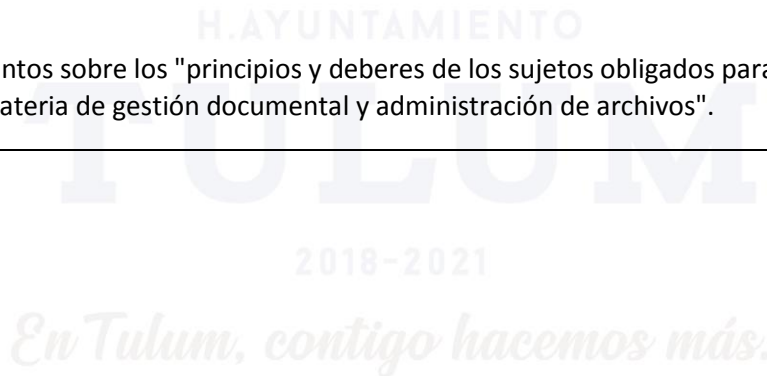 H.AYUNTAMIENTO
ntos sobre los "principios y deberes de los sujetos obligados para
ateria de gestión documental y administración de archivos".
TULUM
2018-2021
En Tulum, contigo hacemos más.